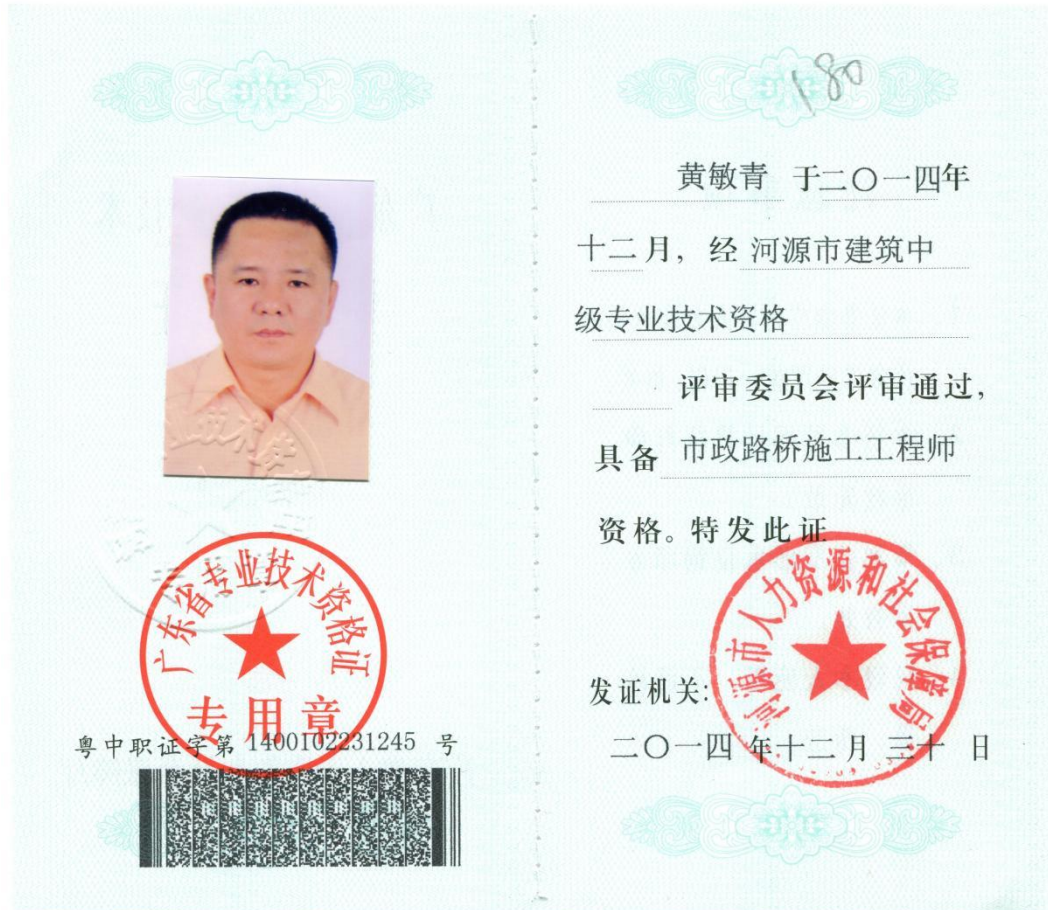 广东省专业技术资格证
专用章
粤中职证字第 1400102231245 号
180
黄敏青 于二〇一四年
十二月, 经 河源市建筑中
级专业技术资格
评审委员会评审通过,
具备 市政路桥施工工程师
资格。特发此证
河源市人力资源和社会保障局
发证机关:
二〇一四 年十二月 三十 日